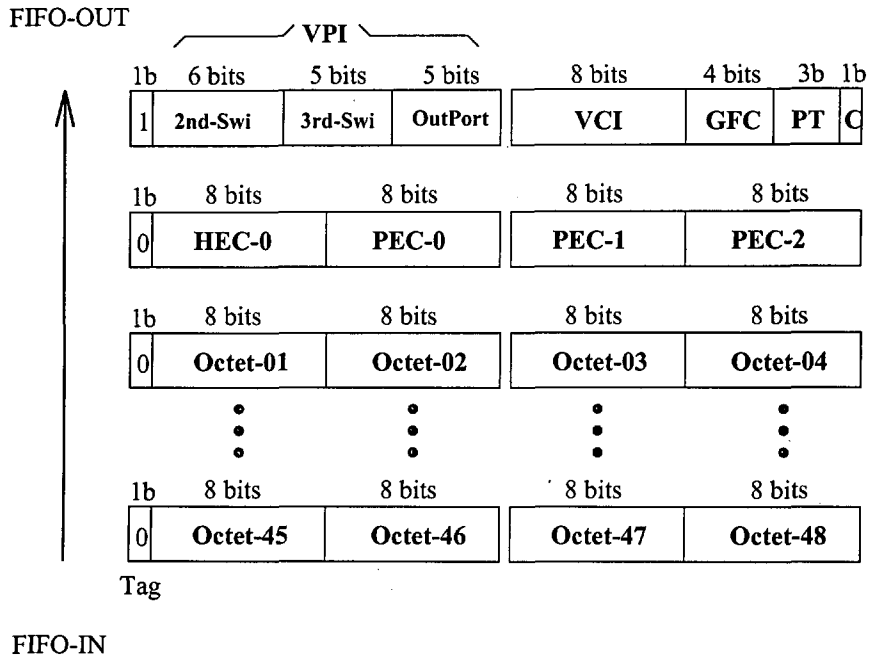 FIFO-OUT
VPI
1b 6 bits 5 bits 5 bits 8 bits 4 bits 3b 1b
1 2nd-Swi 3rd-Swi OutPort VCI GFC PT C
1b 8 bits 8 bits 8 bits 8 bits
0 HEC-0 PEC-0 PEC-1 PEC-2
1b 8 bits 8 bits 8 bits 8 bits
0 Octet-01 Octet-02 Octet-03 Octet-04
1b 8 bits 8 bits 8 bits 8 bits
0 Octet-45 Octet-46 Octet-47 Octet-48
Tag
FIFO-IN